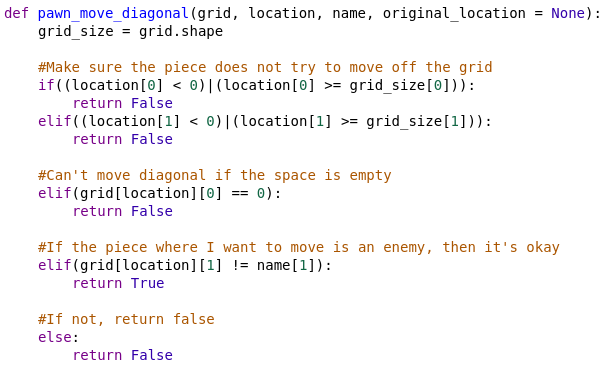 def pawn_move_diagonal(grid, location, name, original_location = None):
    grid_size = grid.shape

    #Make sure the piece does not try to move off the grid
    if((location[0] < 0)|(location[0] >= grid_size[0])):
        return False
    elif((location[1] < 0)|(location[1] >= grid_size[1])):
        return False

    #Can't move diagonal if the space is empty
    elif(grid[location][0] == 0):
        return False

    #If the piece where I want to move is an enemy, then it's okay
    elif(grid[location][1] != name[1]):
        return True

    #If not, return false
    else:
        return False